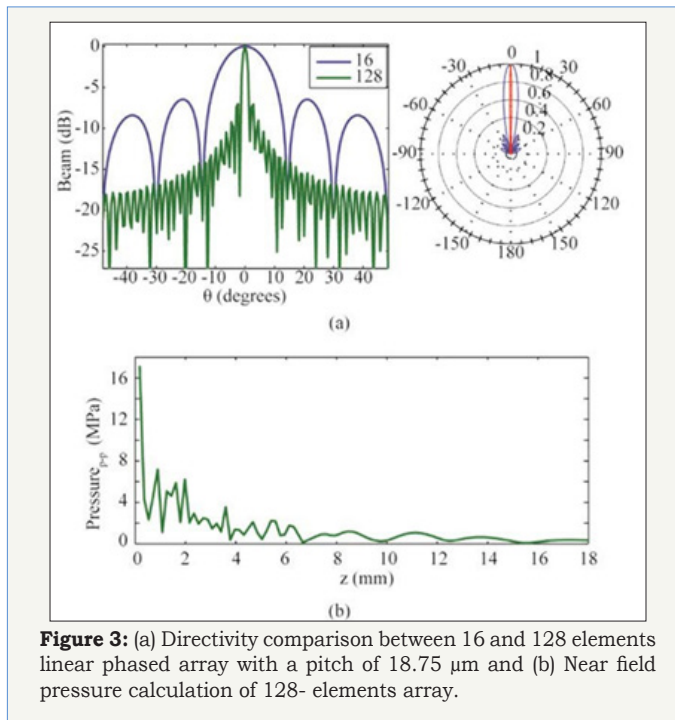 0
-5
-10
-15
-20
-25
Beam (dB)
16
128
-40 -30 -20 -10 0 10 20 30 40
θ (degrees)
0
-30 30
-60 60
-90 90
-120 120
-150 150
180
1
0.8
0.6
0.4
0.2
(a)
16
12
8
4
0
Pressure p-p (MPa)
0 2 4 6 8 10 12 14 16 18
z (mm)
(b)
Figure 3: (a) Directivity comparison between 16 and 128 elements
linear phased array with a pitch of 18.75 µm and (b) Near field
pressure calculation of 128- elements array.